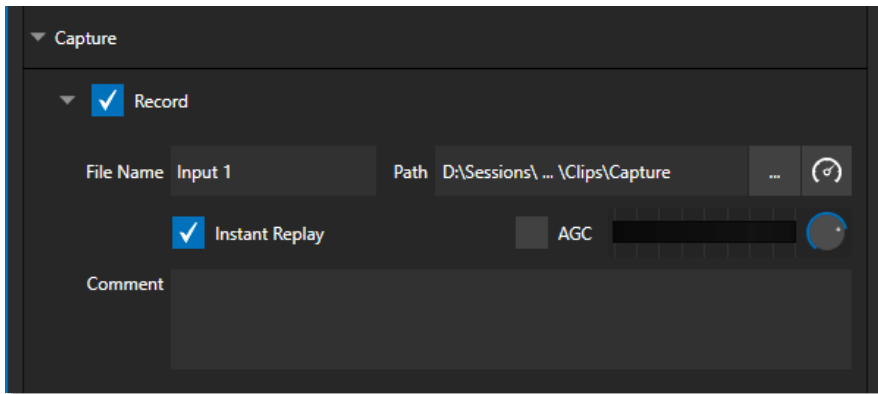 Capture
Record
File Name Input 1 Path D:\Sessions\ ... \Clips\Capture ...
Instant Replay AGC
Comment